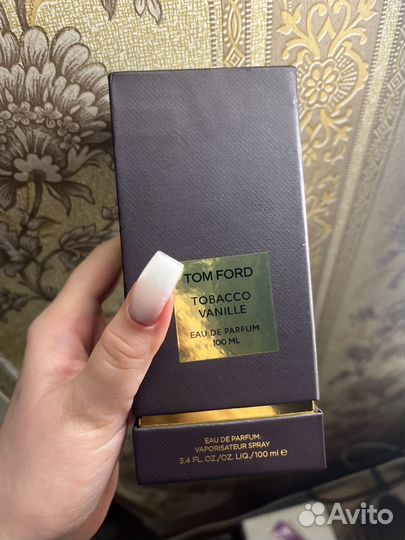 TOM FORD
TOBACCO
VANILLE
EAU DE PARFUM
100 ML
EAU DE PARFUM
VAPORISATEUR SPRAY
3.4 FL. OZ./OZ. LIQ./100 ml ℮
Avito